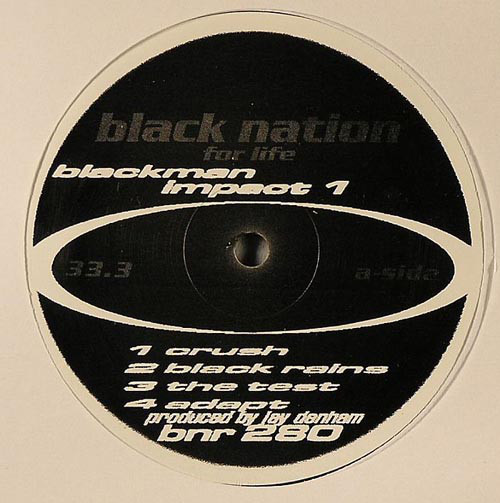 black nation
for life
blackman
impact 1
33.3
a-side
1 crush
2 black rains
3 the test
4 adapt
produced by jay denham
bnr 280